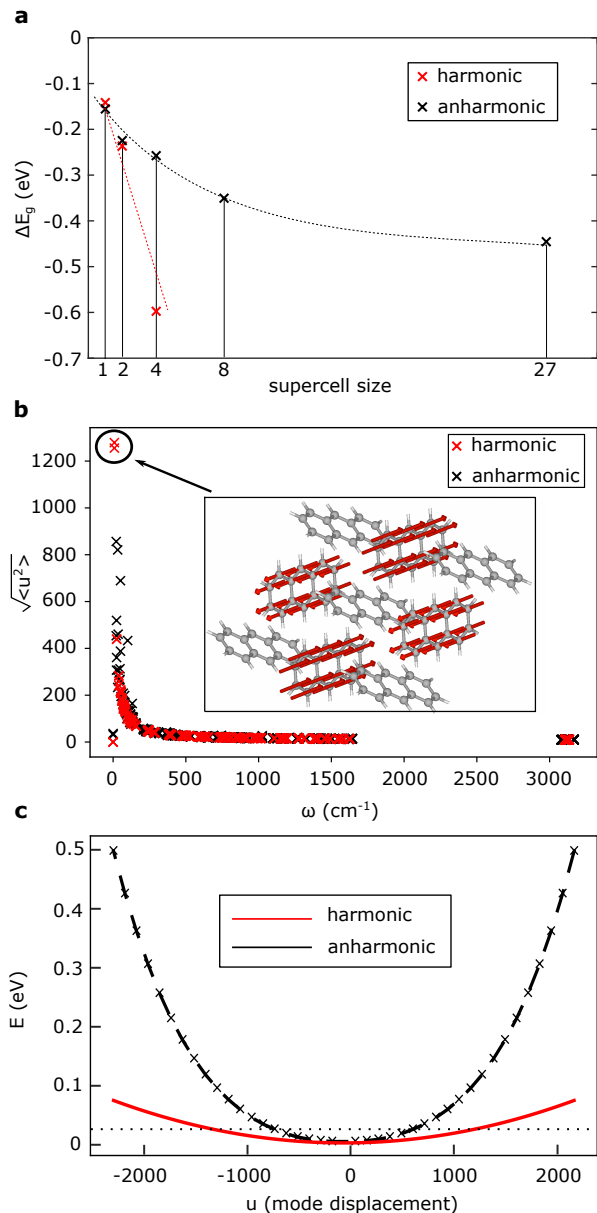 a
0
-0.1
-0.2
-0.3
-0.4
-0.5
-0.6
-0.7
ΔE_g (eV)
harmonic
anharmonic
1 2 4 8 27
supercell size
b
1200
1000
800
600
400
200
0
√<u²>
harmonic
anharmonic
0 500 1000 1500 2000 2500 3000
ω (cm⁻¹)
c
0.5
0.4
0.3
0.2
0.1
0
E (eV)
harmonic
anharmonic
-2000 -1000 0 1000 2000
u (mode displacement)